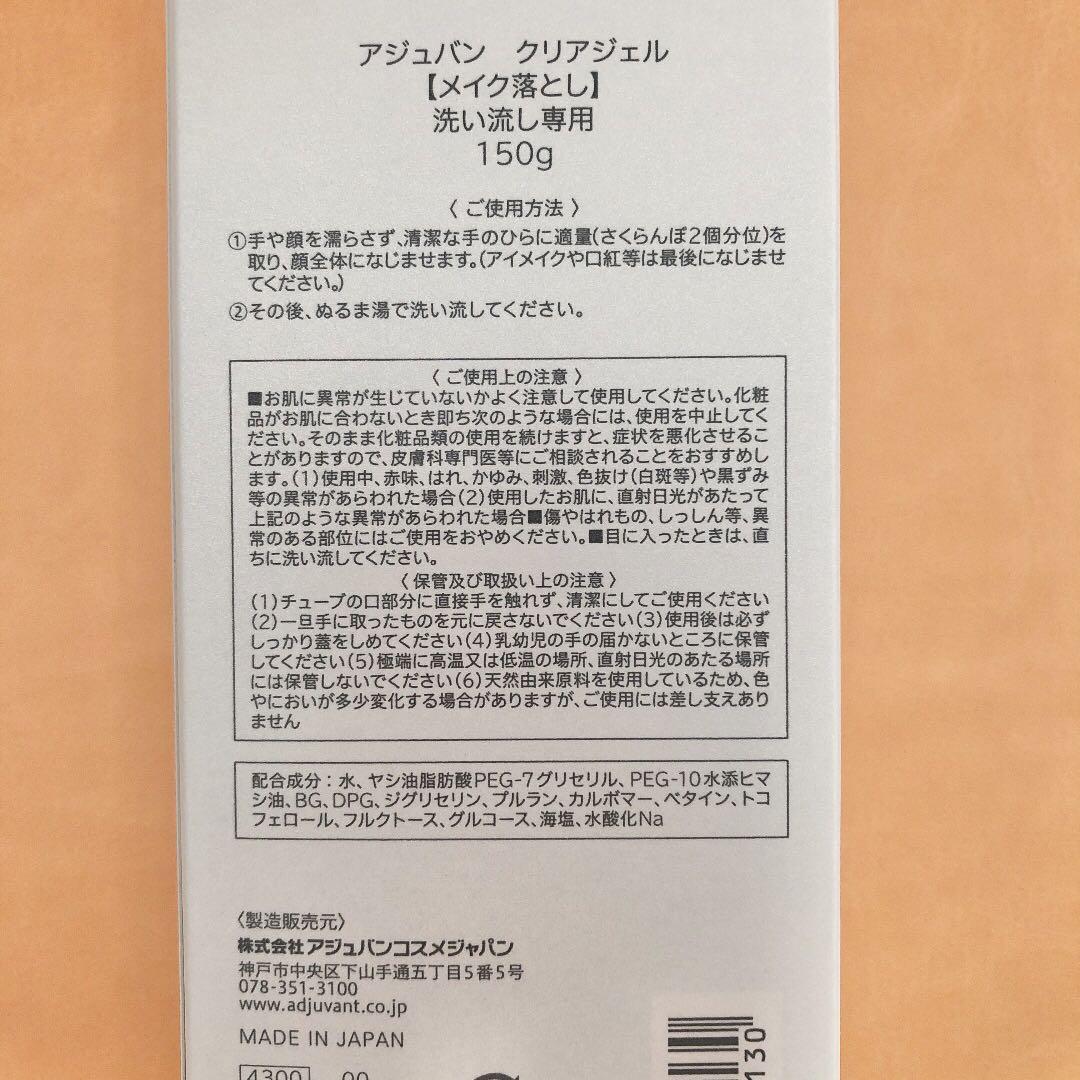 アジュバン　クリアジェル
【メイク落とし】
洗い流し専用
150g
〈 ご使用方法 〉
①手や顔を濡らさず、清潔な手のひらに適量(さくらんぼ2個分位)を
取り、顔全体になじませます。(アイメイクや口紅等は最後になじませ
てください。)
②その後、ぬるま湯で洗い流してください。
〈 ご使用上の注意 〉
■お肌に異常が生じていないかよく注意して使用してください。化粧
品がお肌に合わないとき即ち次のような場合には、使用を中止してく
ださい。そのまま化粧品類の使用を続けますと、症状を悪化させるこ
とがありますので、皮膚科専門医等にご相談されることをおすすめし
ます。(1)使用中、赤味、はれ、かゆみ、刺激、色抜け(白斑等)や黒ずみ
等の異常があらわれた場合(2)使用したお肌に、直射日光があたって
上記のような異常があらわれた場合■傷やはれもの、しっしん等、異
常のある部位にはご使用をおやめください。■目に入ったときは、直
ちに洗い流してください。
〈 保管及び取扱い上の注意 〉
(1)チューブの口部分に直接手を触れず、清潔にしてご使用ください
(2)一旦手に取ったものを元に戻さないでください(3)使用後は必ず
しっかり蓋をしめてください(4)乳幼児の手の届かないところに保管
してください(5)極端に高温又は低温の場所、直射日光のあたる場所
には保管しないでください(6)天然由来原料を使用しているため、色
やにおいが多少変化する場合がありますが、ご使用には差し支えあり
ません
配合成分：水、ヤシ油脂肪酸PEG-7グリセリル、PEG-10水添ヒマ
シ油、BG、DPG、ジグリセリン、プルラン、カルボマー、ベタイン、トコ
フェロール、フルクトース、グルコース、海塩、水酸化Na
〈製造販売元〉
株式会社アジュバンコスメジャパン
神戸市中央区下山手通五丁目5番5号
078-351-3100
www.adjuvant.co.jp
MADE IN JAPAN
130
4300